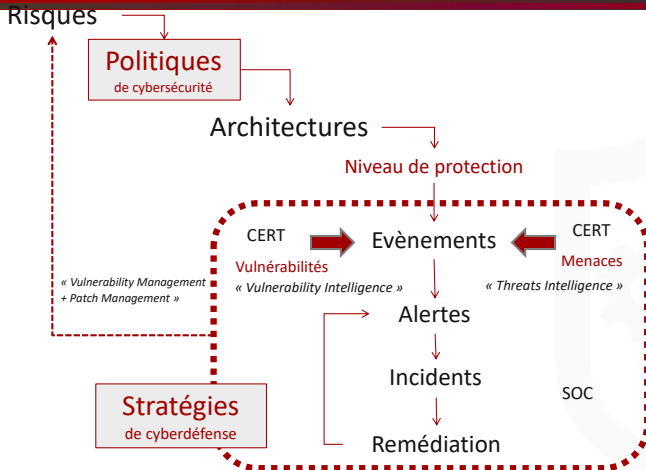 Risques
Politiques
de cybersécurité
Architectures
Niveau de protection
CERT
Evènements
CERT
Vulnérabilités
Menaces
« Vulnerability Management
+ Patch Management »
« Vulnerability Intelligence »
« Threats Intelligence »
Alertes
Incidents
SOC
Stratégies
de cyberdéfense
Remédiation